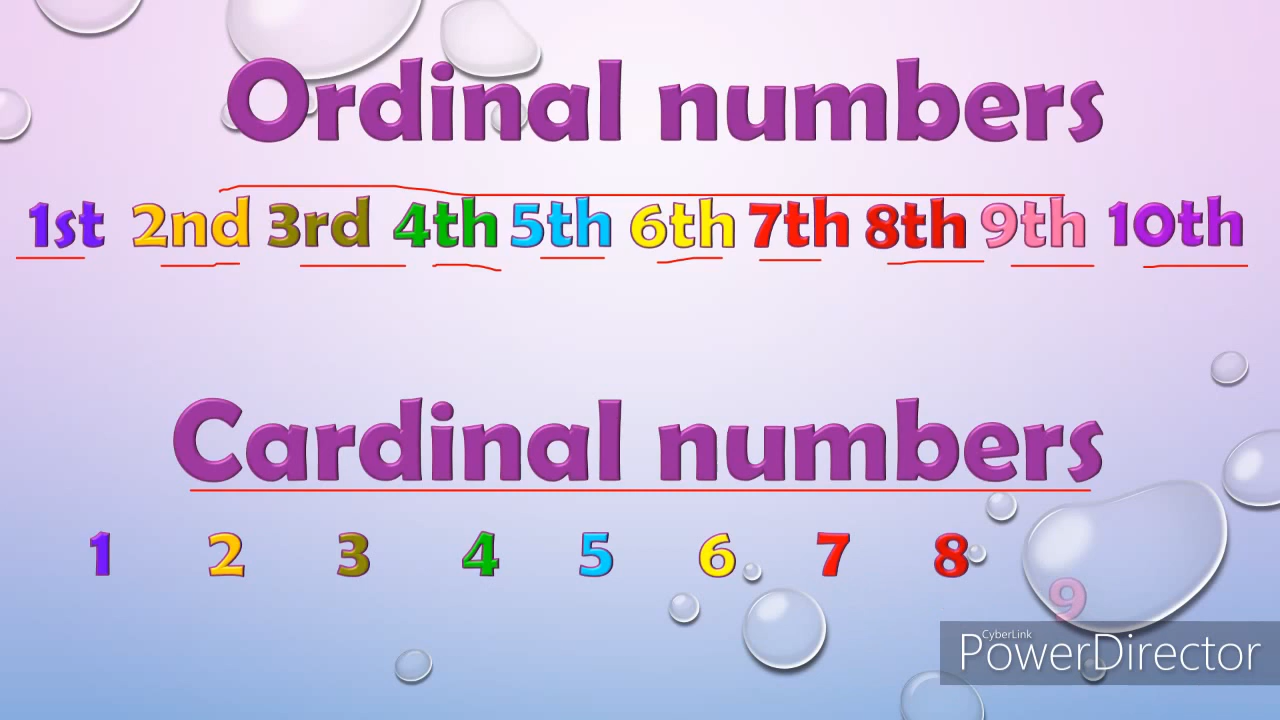 Ordinal numbers
1st 2nd 3rd 4th 5th 6th 7th 8th 9th 10th
Cardinal numbers
1 2 3 4 5 6 7 8
9
CyberLink
PowerDirector